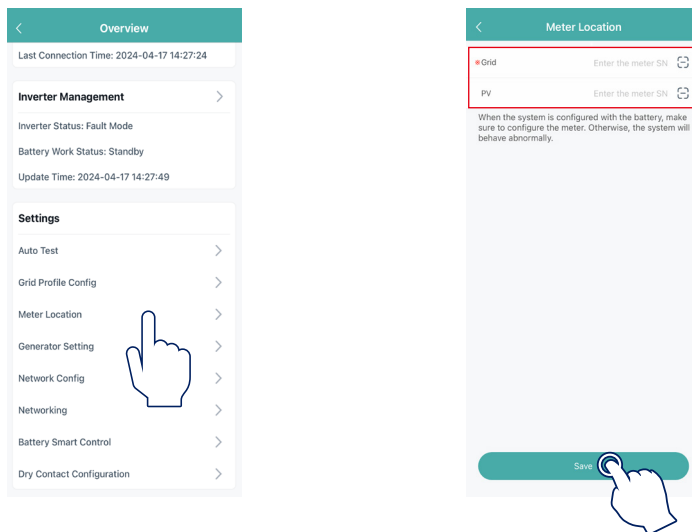 Overview
Last Connection Time: 2024-04-17 14:27:24
Inverter Management
Inverter Status: Fault Mode
Battery Work Status: Standby
Update Time: 2024-04-17 14:27:49
Settings
Auto Test
Grid Profile Config
Meter Location
Generator Setting
Network Config
Networking
Battery Smart Control
Dry Contact Configuration
Meter Location
※Grid Enter the meter SN
PV Enter the meter SN
When the system is configured with the battery, make
sure to configure the meter. Otherwise, the system will
behave abnormally.
Save